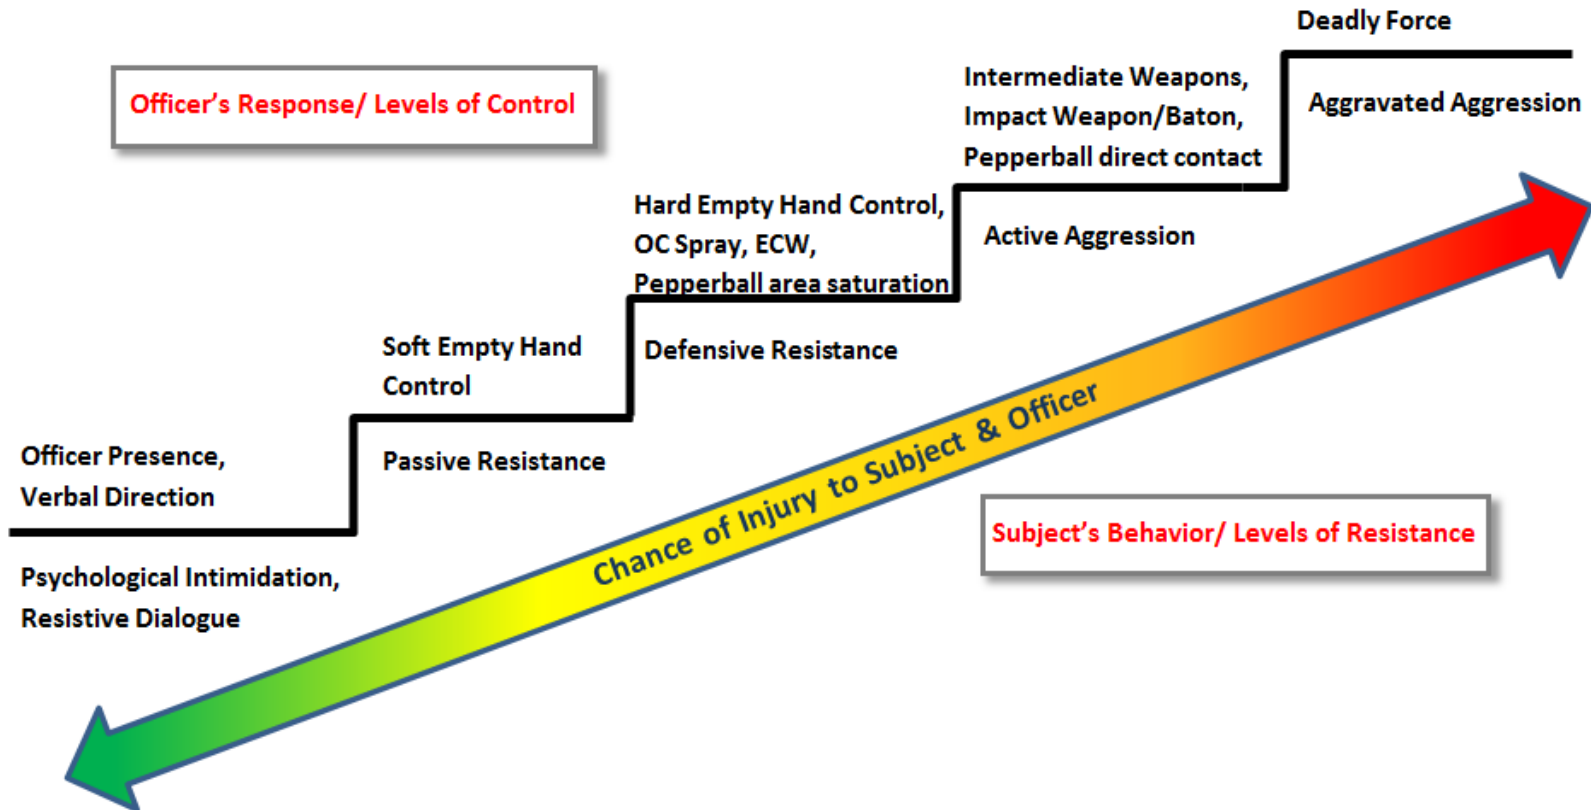 Deadly Force
Officer's Response/ Levels of Control
Intermediate Weapons,
Impact Weapon/Baton,
Pepperball direct contact
Aggravated Aggression
Hard Empty Hand Control,
OC Spray, ECW,
Pepperball area saturation
Active Aggression
Soft Empty Hand
Control
Defensive Resistance
Officer Presence,
Verbal Direction
Passive Resistance
Chance of Injury to Subject & Officer
Subject's Behavior/ Levels of Resistance
Psychological Intimidation,
Resistive Dialogue